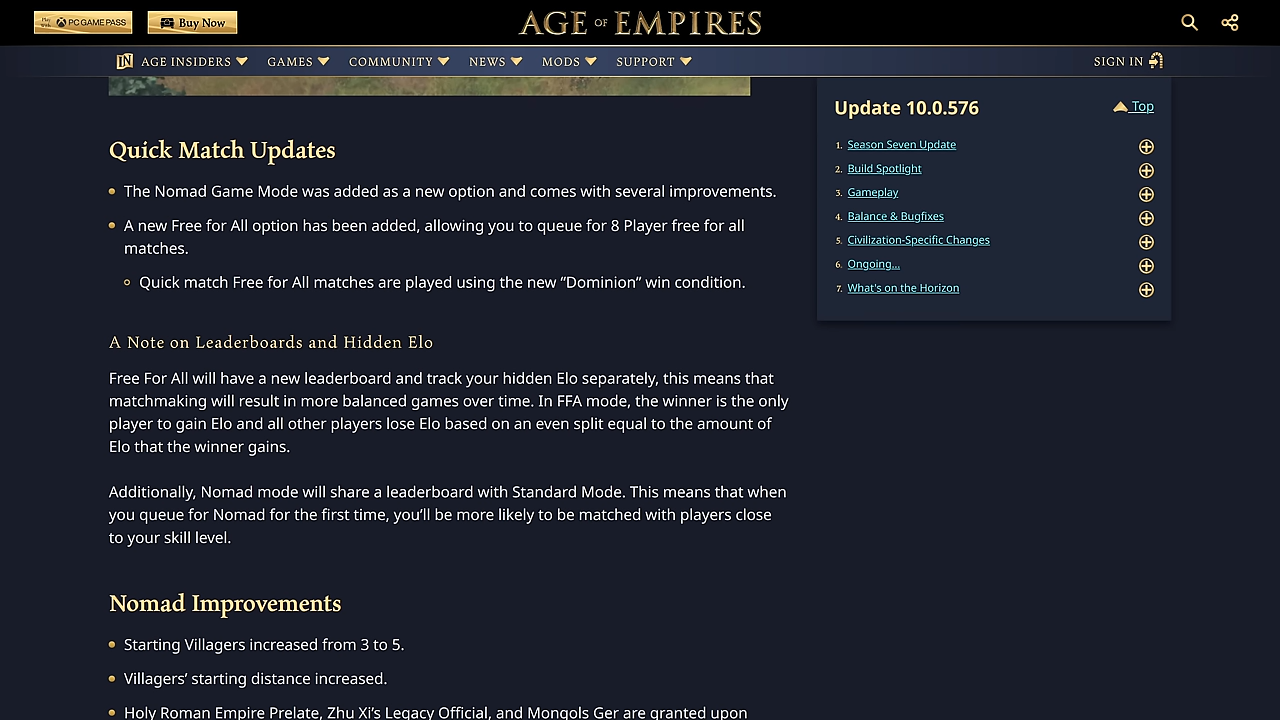 Play with PC GAME PASS
Buy Now
AGE OF EMPIRES
IN AGE INSIDERS GAMES COMMUNITY NEWS MODS SUPPORT SIGN IN
Update 10.0.576
Top
1. Season Seven Update
2. Build Spotlight
3. Gameplay
4. Balance & Bugfixes
5. Civilization-Specific Changes
6. Ongoing...
7. What's on the Horizon
Quick Match Updates
The Nomad Game Mode was added as a new option and comes with several improvements.
A new Free for All option has been added, allowing you to queue for 8 Player free for all
matches.
Quick match Free for All matches are played using the new “Dominion” win condition.
A Note on Leaderboards and Hidden Elo
Free For All will have a new leaderboard and track your hidden Elo separately, this means that
matchmaking will result in more balanced games over time. In FFA mode, the winner is the only
player to gain Elo and all other players lose Elo based on an even split equal to the amount of
Elo that the winner gains.
Additionally, Nomad mode will share a leaderboard with Standard Mode. This means that when
you queue for Nomad for the first time, you’ll be more likely to be matched with players close
to your skill level.
Nomad Improvements
Starting Villagers increased from 3 to 5.
Villagers’ starting distance increased.
Holy Roman Empire Prelate, Zhu Xi’s Legacy Official, and Mongols Ger are granted upon